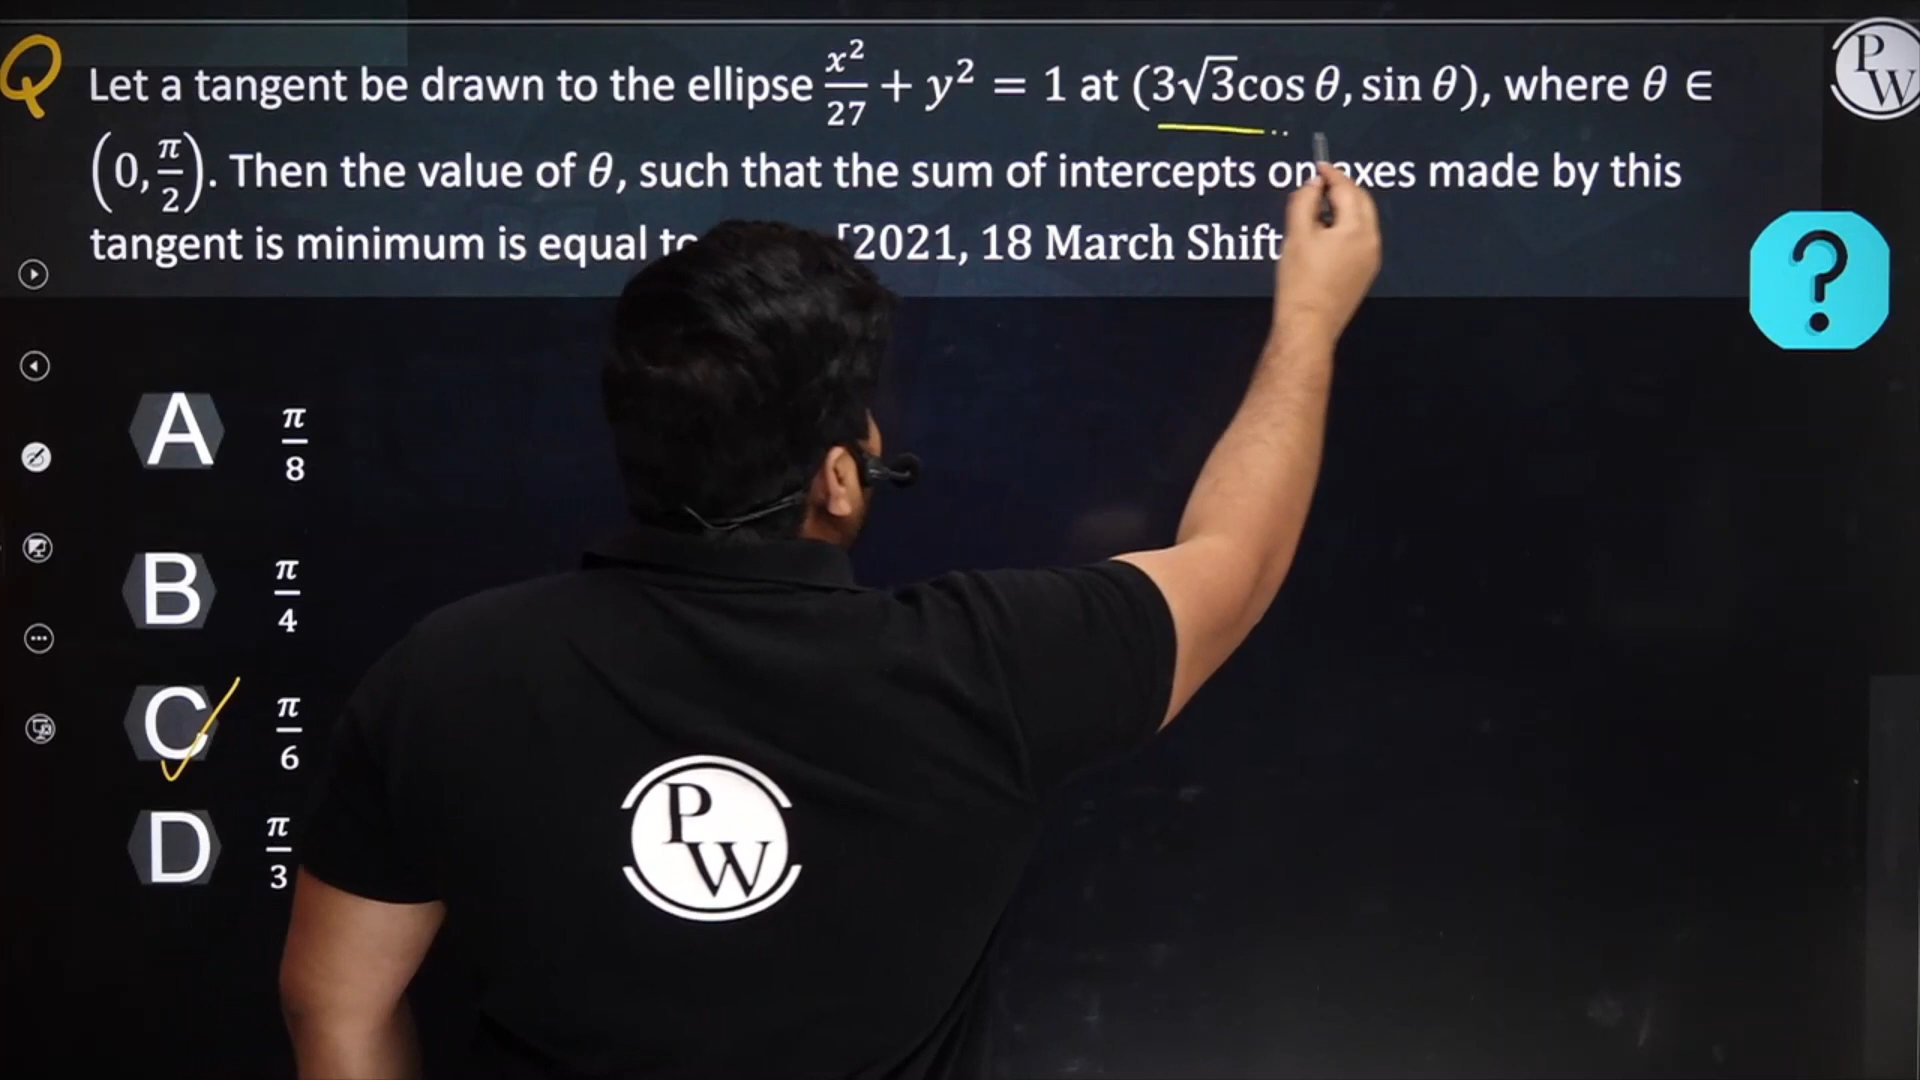 Q Let a tangent be drawn to the ellipse x²/27 + y² = 1 at (3√3cos θ, sin θ), where θ ∈
(0, π/2). Then the value of θ, such that the sum of intercepts on axes made by this
tangent is minimum is equal to [2021, 18 March Shift
A π/8
B π/4
C π/6
D π/3
PW
PW
?